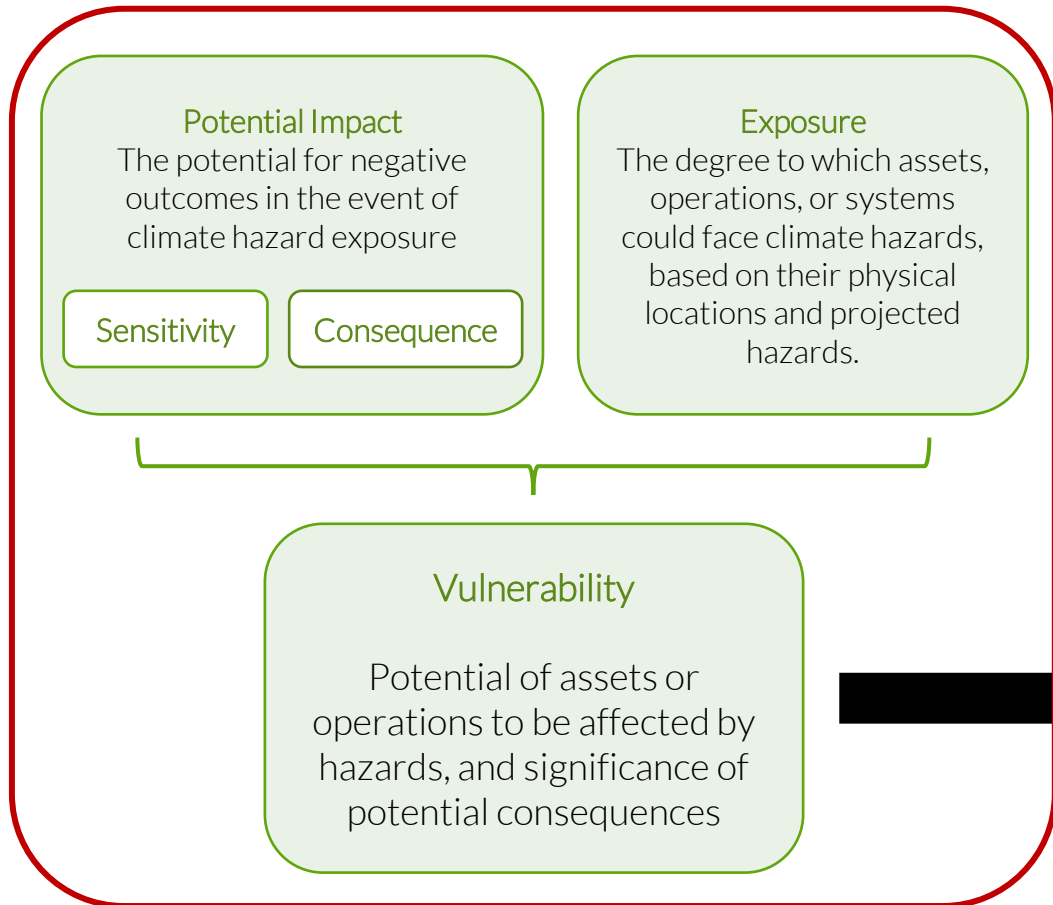 Potential Impact
The potential for negative
outcomes in the event of
climate hazard exposure
Sensitivity
Consequence
Exposure
The degree to which assets,
operations, or systems
could face climate hazards,
based on their physical
locations and projected
hazards.
Vulnerability
Potential of assets or
operations to be affected by
hazards, and significance of
potential consequences